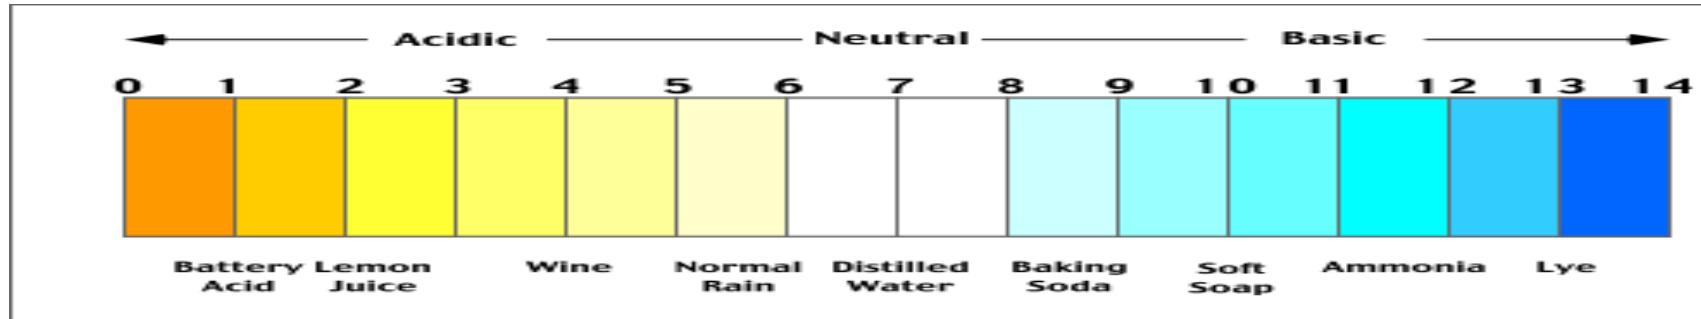 Acidic Neutral Basic
0 1 2 3 4 5 6 7 8 9 10 11 12 13 14
Battery Lemon Wine Normal Distilled Baking Soft Ammonia Lye
Acid Juice Rain Water Soda Soap